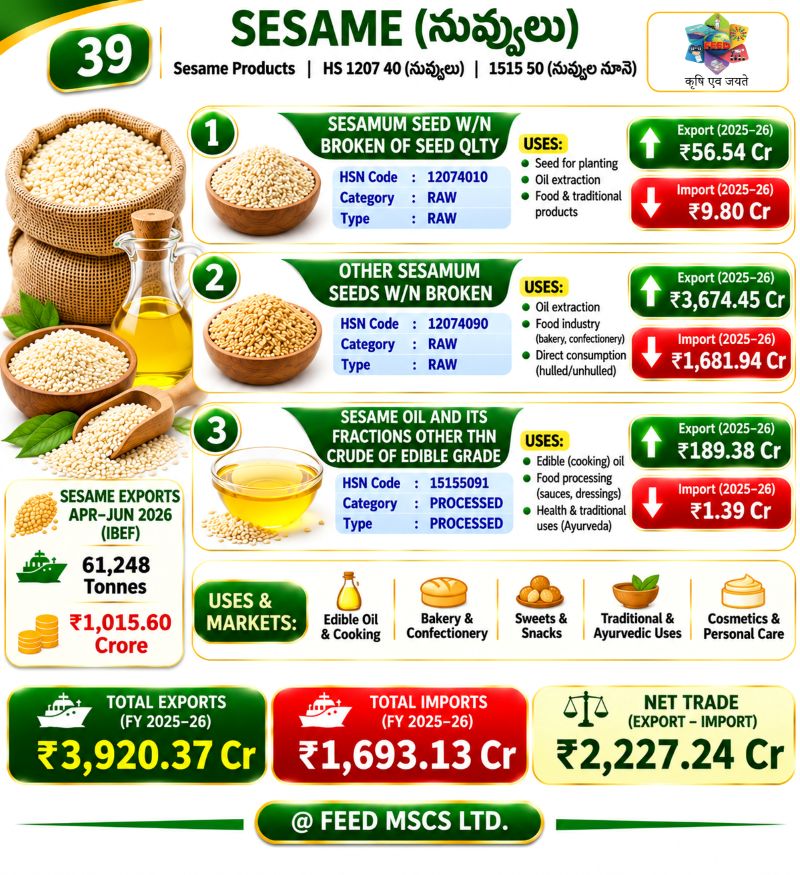 39
SESAME (నువ్వులు)
Sesame Products | HS 1207 40 (నువ్వులు) | 1515 50 (నువ్వుల నూనె)
SEED
कृषि एव जयते
1
SESAMUM SEED W/N
BROKEN OF SEED QLTY
HSN Code : 12074010
Category : RAW
Type : RAW
USES:
Seed for planting
Oil extraction
Food & traditional
products
Export (2025–26)
₹56.54 Cr
Import (2025–26)
₹9.80 Cr
2
OTHER SESAMUM
SEEDS W/N BROKEN
HSN Code : 12074090
Category : RAW
Type : RAW
USES:
Oil extraction
Food industry
(bakery, confectionery)
Direct consumption
(hulled/unhulled)
Export (2025–26)
₹3,674.45 Cr
Import (2025–26)
₹1,681.94 Cr
3
SESAME OIL AND ITS
FRACTIONS OTHER THN
CRUDE OF EDIBLE GRADE
HSN Code : 15155091
Category : PROCESSED
Type : PROCESSED
USES:
Edible (cooking) oil
Food processing
(sauces, dressings)
Health & traditional
uses (Ayurveda)
Export (2025–26)
₹189.38 Cr
Import (2025–26)
₹1.39 Cr
SESAME EXPORTS
APR–JUN 2026
(IBEF)
61,248
Tonnes
₹1,015.60
Crore
USES &
MARKETS:
Edible Oil
& Cooking
Bakery &
Confectionery
Sweets &
Snacks
Traditional &
Ayurvedic Uses
Cosmetics &
Personal Care
TOTAL EXPORTS
(FY 2025–26)
₹3,920.37 Cr
TOTAL IMPORTS
(FY 2025–26)
₹1,693.13 Cr
NET TRADE
(EXPORT – IMPORT)
₹2,227.24 Cr
@ FEED MSCS LTD.